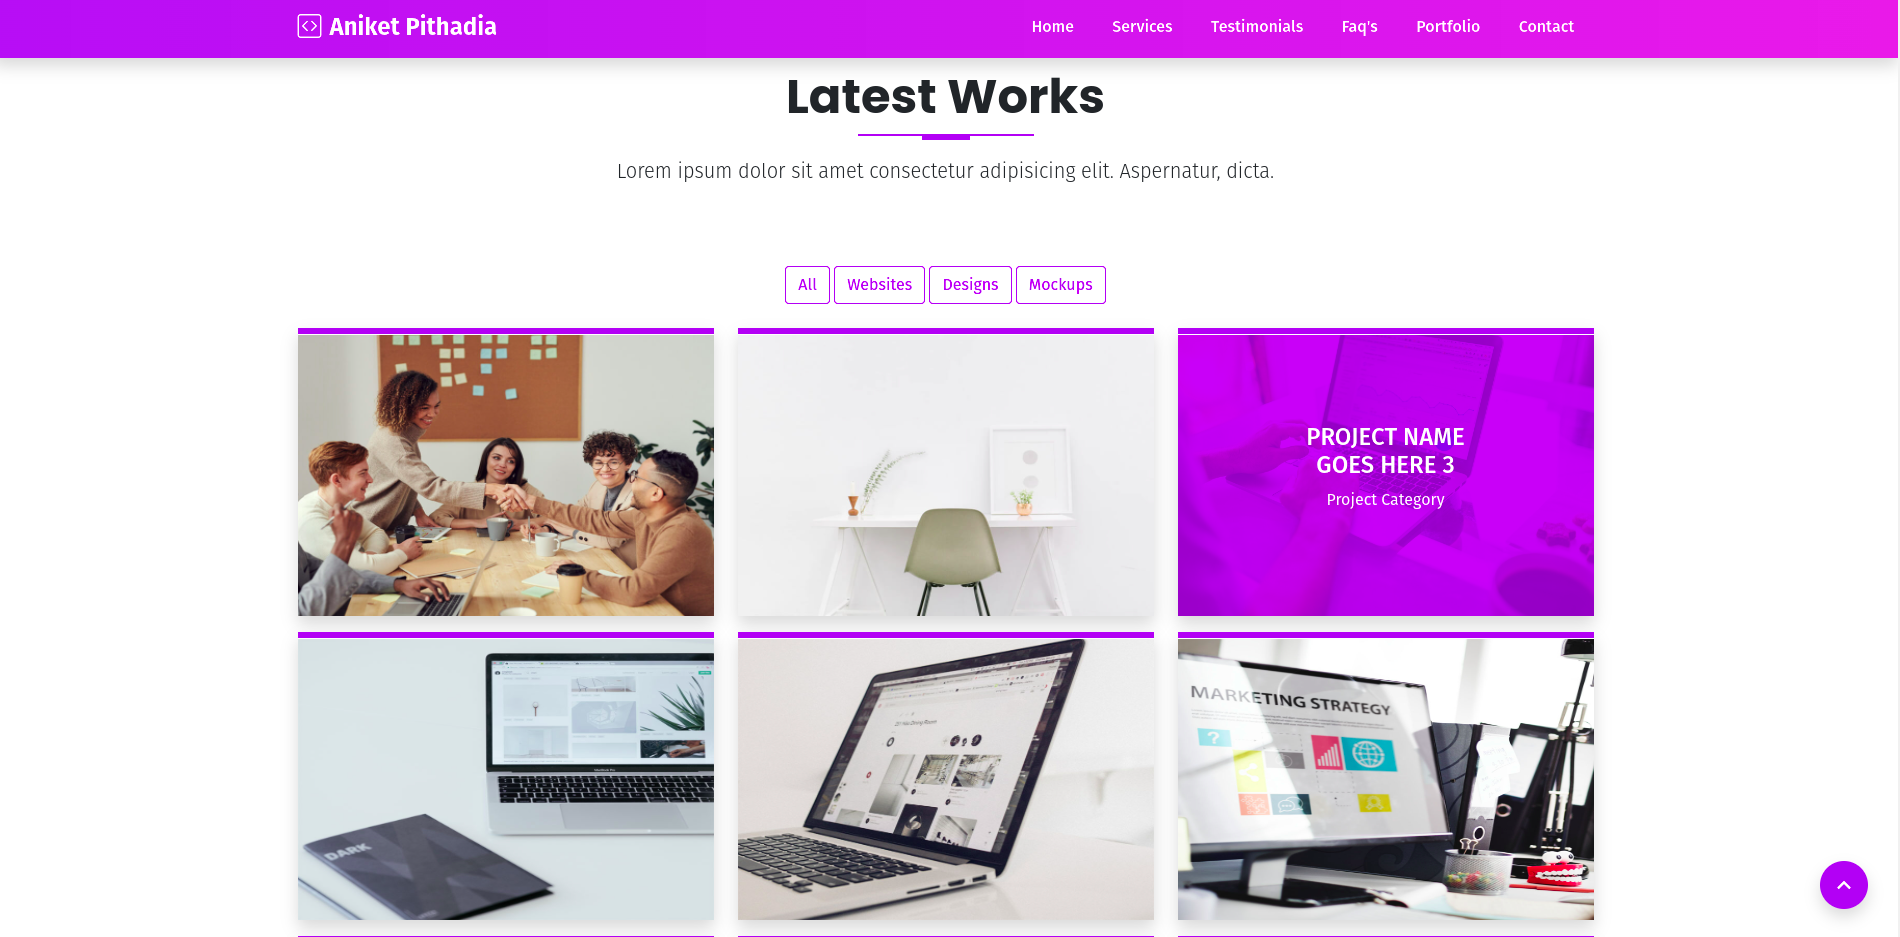 Aniket Pithadia
Home Services Testimonials Faq's Portfolio Contact
Latest Works
Lorem ipsum dolor sit amet consectetur adipisicing elit. Aspernatur, dicta.
All Websites Designs Mockups
PROJECT NAME
GOES HERE 3
Project Category
DARK
MARKETING STRATEGY
?